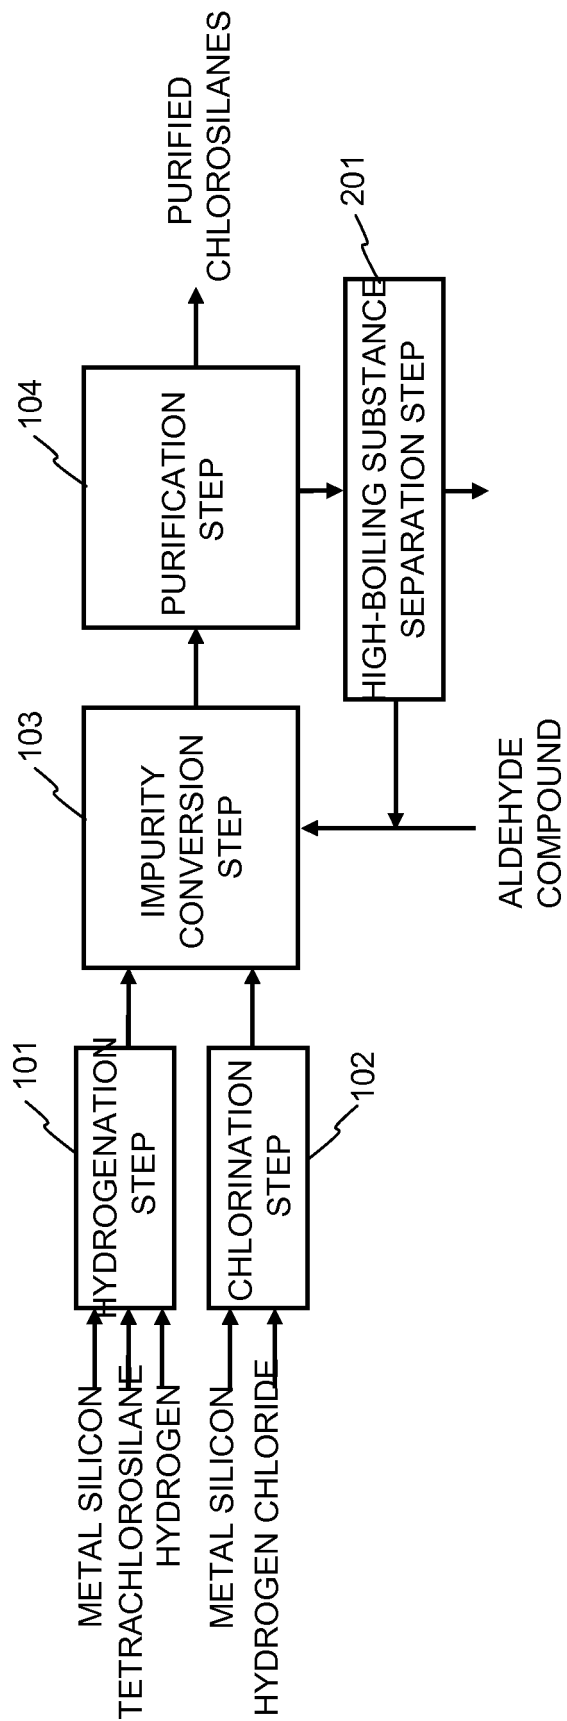 METAL SILICON
TETRACHLOROSILANE
HYDROGEN
101
HYDROGENATION
STEP
METAL SILICON
HYDROGEN CHLORIDE
102
CHLORINATION
STEP
103
IMPURITY
CONVERSION
STEP
104
PURIFICATION
STEP
PURIFIED
CHLOROSILANES
201
HIGH-BOILING SUBSTANCE
SEPARATION STEP
ALDEHYDE
COMPOUND